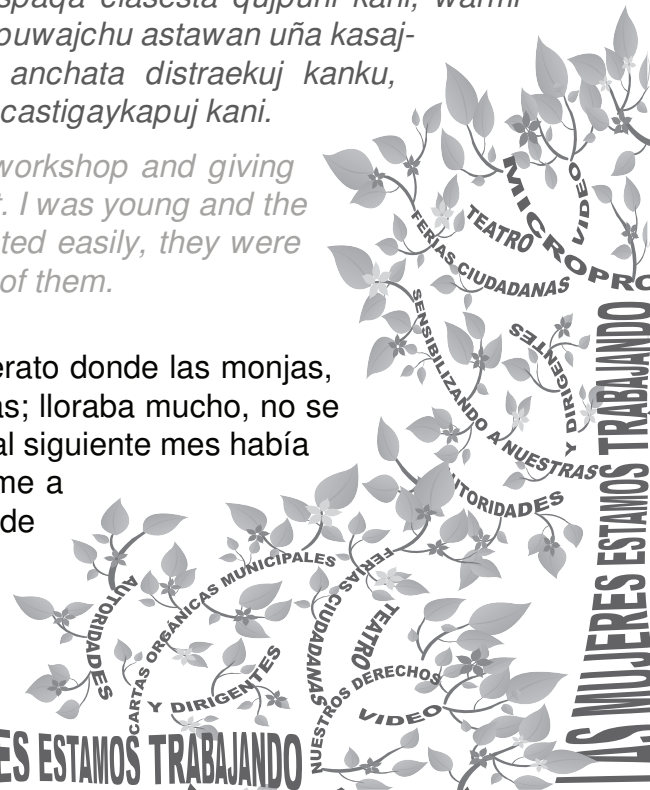 clasesta qujpuni kani, warmi
puwajchu astawan uña kasaj-
anchata distraekuj kanku,
castigaykapuj kani.
workshop and giving
. I was young and the
ted easily, they were
of them.
erato donde las monjas,
as; lloraba mucho, no se
al siguiente mes había
me a
de
MICROPRO
VIDEO
TEATRO
FERIAS CIUDADANAS
SENSIBILIZANDO A NUESTRAS
Y DIRIGENTES
UTORIDADES
LAS MUJERES ESTAMOS TRABAJANDO
AUTORIDADES
CARTAS ORGÁNICAS MUNICIPALES
Y DIRIGENTES
FERIAS CIUDADANAS
TEATRO
NUESTROS DERECHOS
VIDEO
ES ESTAMOS TRABAJANDO